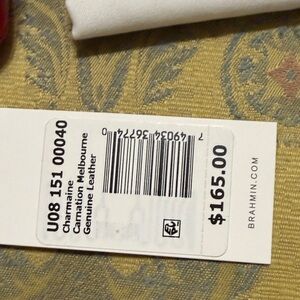 U08 151 00040
Charmaine
Carnation Melbourne
Genuine Leather
7 49034 36774 0
$165.00
BRAHMIN.COM